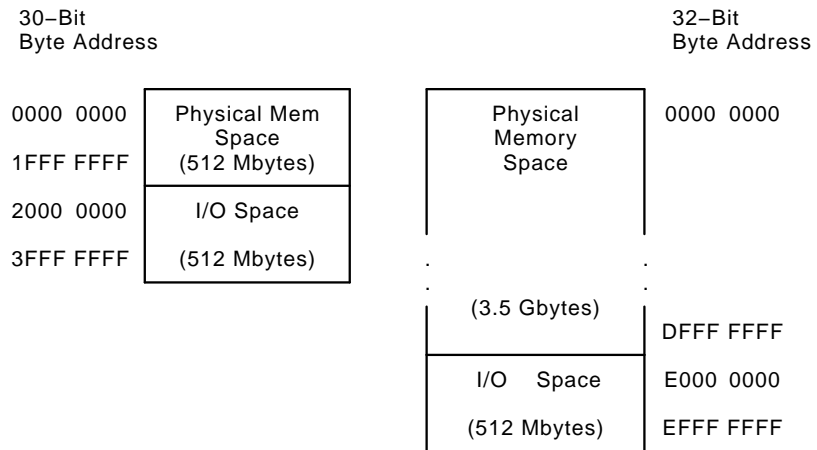 30–Bit
Byte Address
32–Bit
Byte Address
0000 0000
Physical Mem
Space
1FFF FFFF
(512 Mbytes)
2000 0000
I/O Space
3FFF FFFF
(512 Mbytes)
Physical
Memory
Space
0000 0000
. .
. .
(3.5 Gbytes)
DFFF FFFF
I/O Space
E000 0000
(512 Mbytes)
EFFF FFFF